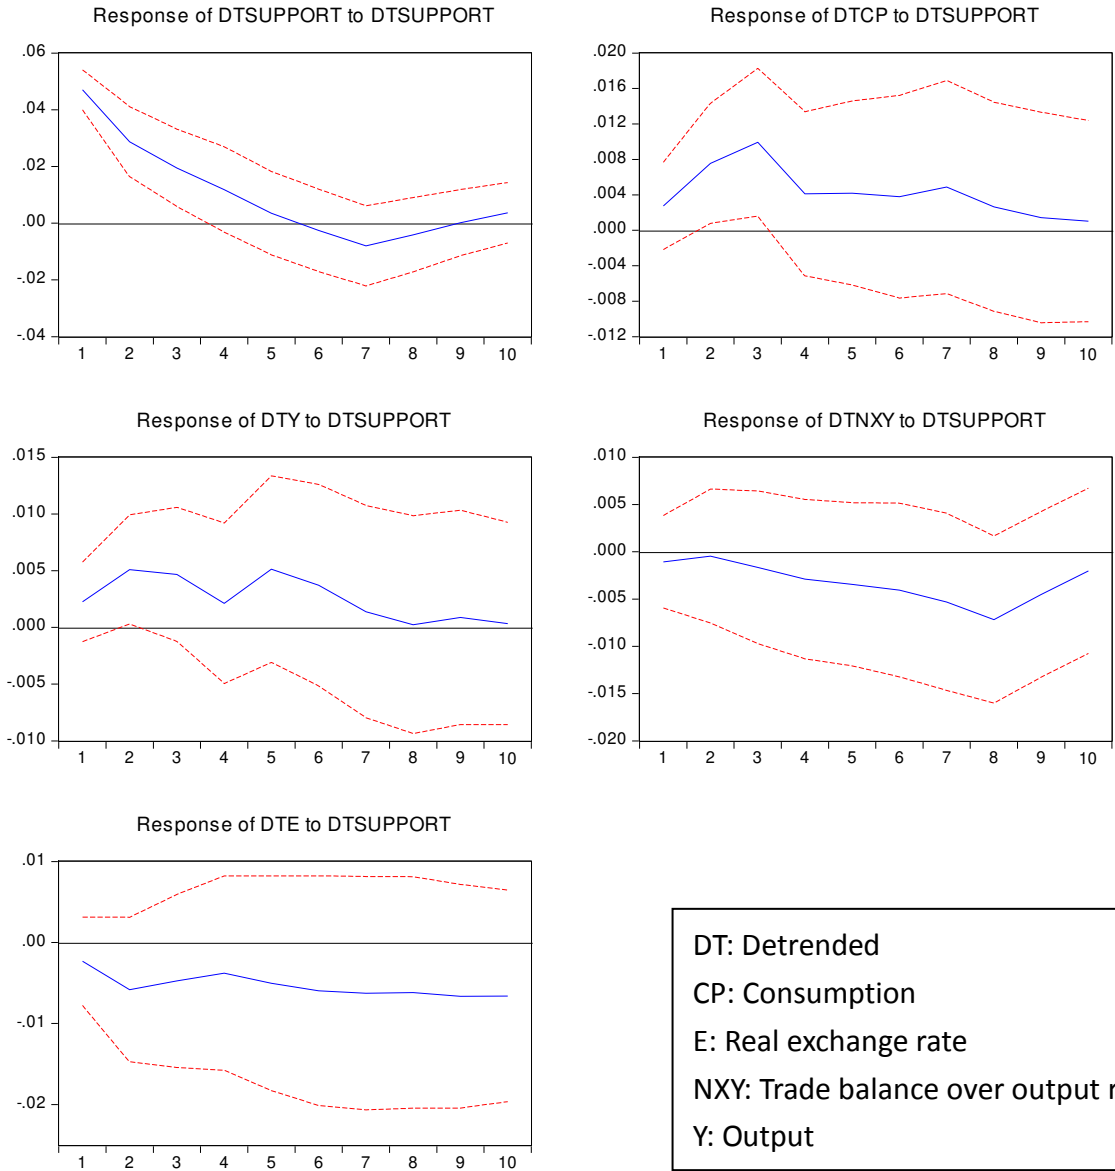 Response of DTSUPPORT to DTSUPPORT
.06
.04
.02
.00
-.02
-.04
1 2 3 4 5 6 7 8 9 10
Response of DTCP to DTSUPPORT
.020
.016
.012
.008
.004
.000
-.004
-.008
-.012
1 2 3 4 5 6 7 8 9 10
Response of DTY to DTSUPPORT
.015
.010
.005
.000
-.005
-.010
1 2 3 4 5 6 7 8 9 10
Response of DTNXY to DTSUPPORT
.010
.005
.000
-.005
-.010
-.015
-.020
1 2 3 4 5 6 7 8 9 10
Response of DTE to DTSUPPORT
.01
.00
-.01
-.02
1 2 3 4 5 6 7 8 9 10
DT: Detrended
CP: Consumption
E: Real exchange rate
NXY: Trade balance over output
Y: Output